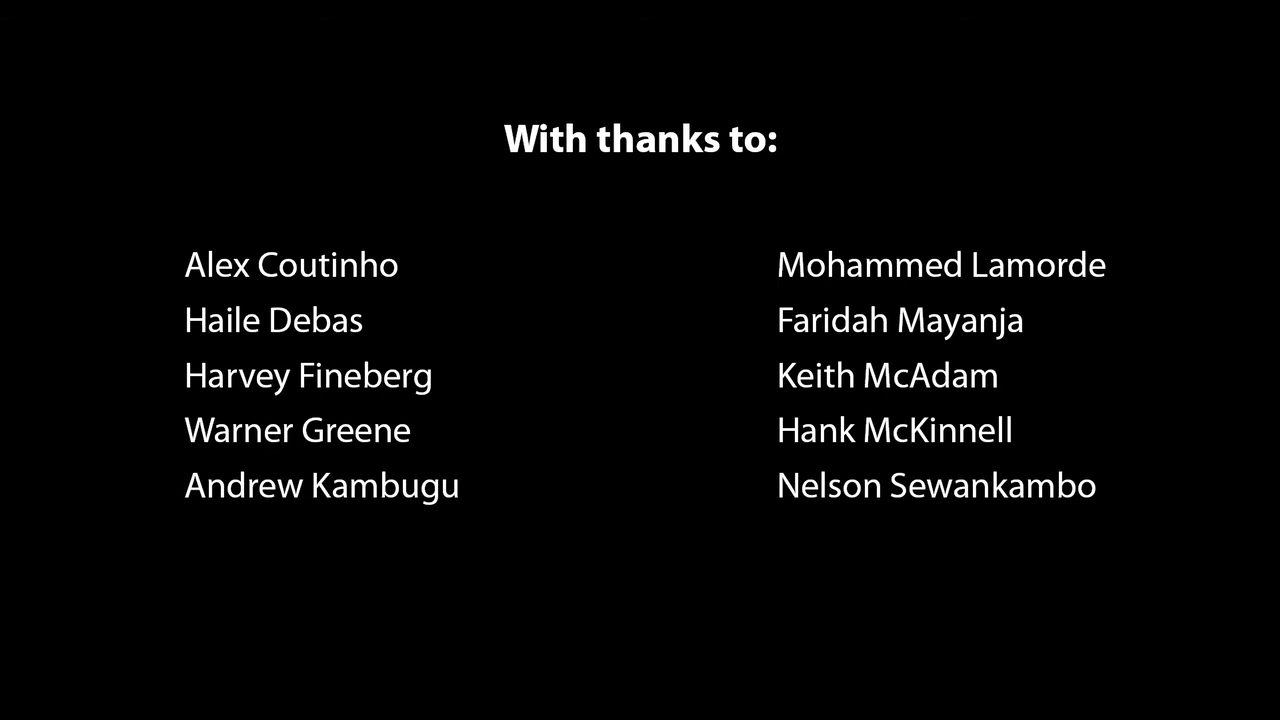 With thanks to:
Alex Coutinho
Haile Debas
Harvey Fineberg
Warner Greene
Andrew Kambugu
Mohammed Lamorde
Faridah Mayanja
Keith McAdam
Hank McKinnell
Nelson Sewankambo